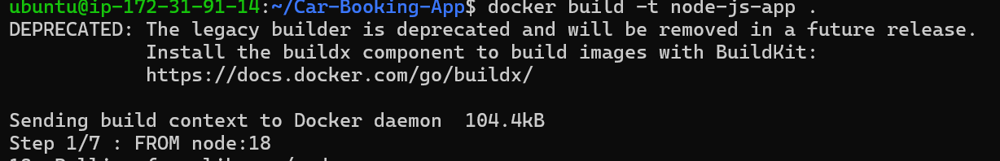 ubuntu@ip-172-31-91-14:~/Car-Booking-App$ docker build -t node-js-app .
DEPRECATED: The legacy builder is deprecated and will be removed in a future release.
Install the buildx component to build images with BuildKit:
https://docs.docker.com/go/buildx/
Sending build context to Docker daemon 104.4kB
Step 1/7 : FROM node:18